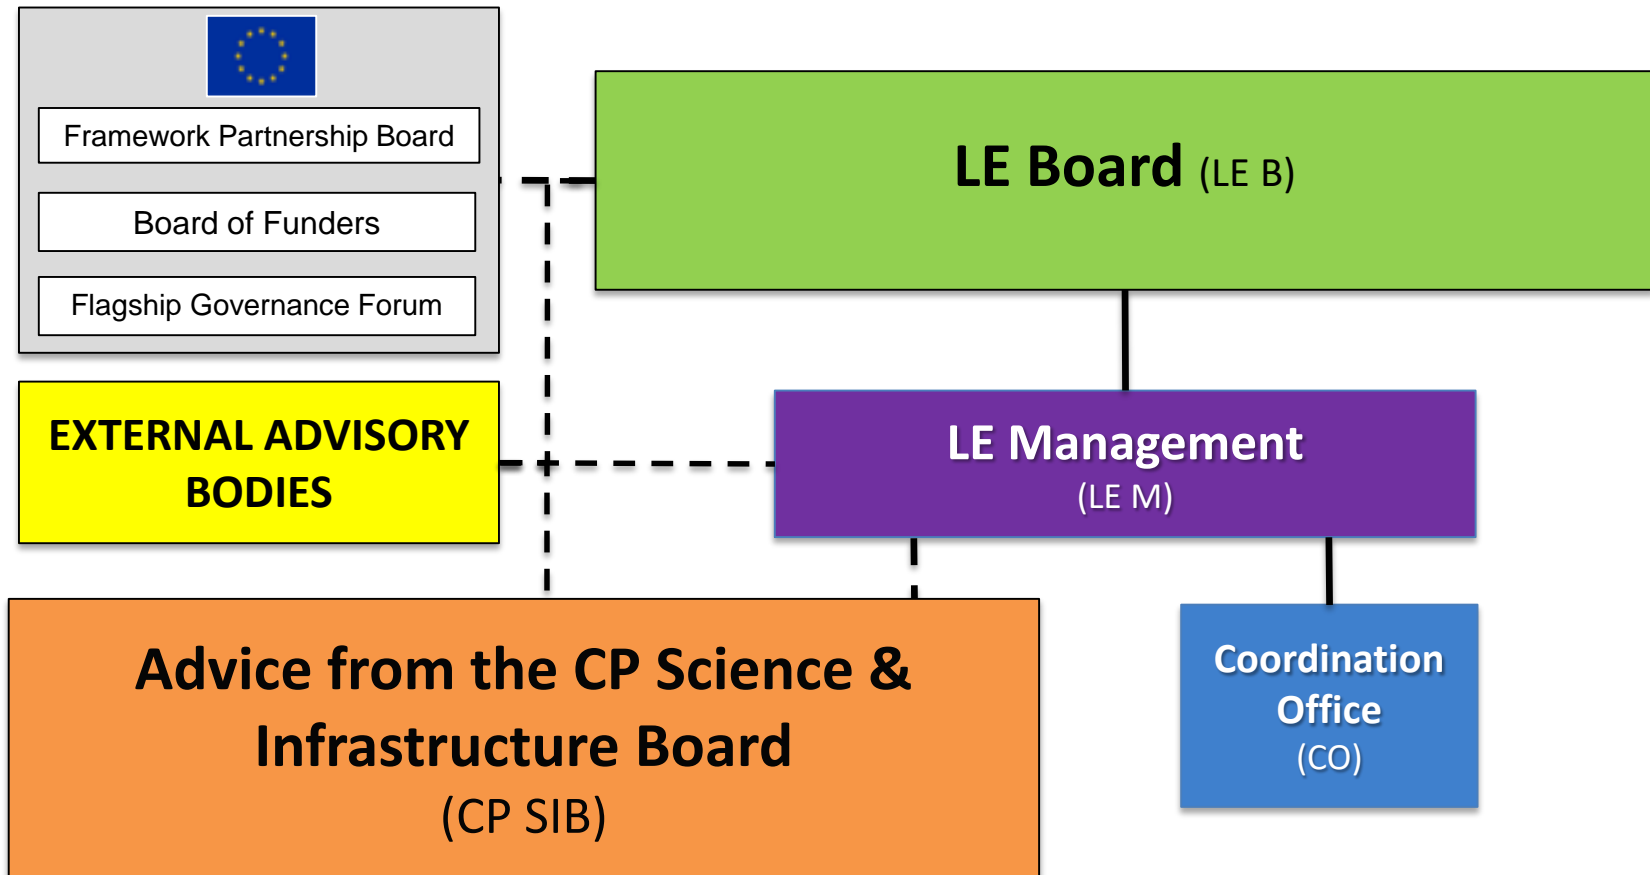 Framework Partnership Board
Board of Funders
Flagship Governance Forum
LE Board (LE B)
EXTERNAL ADVISORY
BODIES
LE Management
(LE M)
Advice from the CP Science &
Infrastructure Board
(CP SIB)
Coordination
Office
(CO)